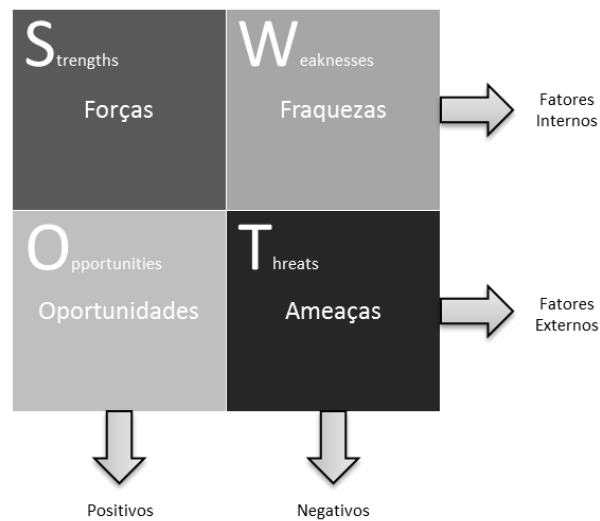 Strengths
Weaknesses
Forças
Fraquezas
Fatores
Internos
Opportunities
Threats
Oportunidades
Ameaças
Fatores
Externos
Positivos
Negativos